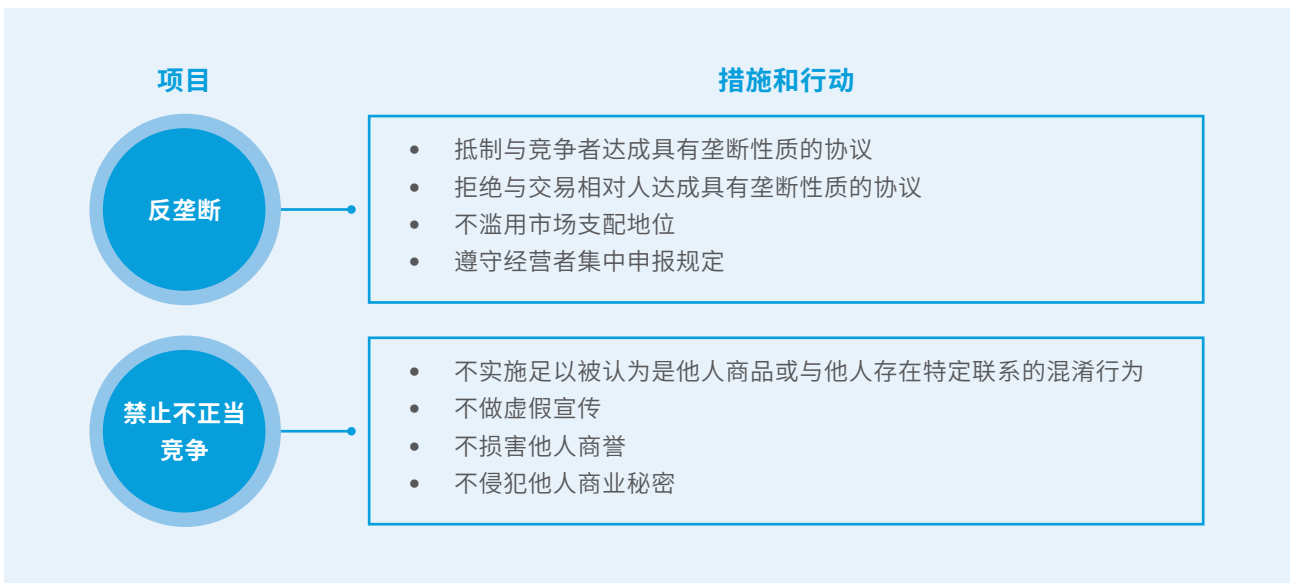 项目
措施和行动
反垄断
抵制与竞争者达成具有垄断性质的协议
拒绝与交易相对人达成具有垄断性质的协议
不滥用市场支配地位
遵守经营者集中申报规定
禁止不正当
竞争
不实施足以被认为是他人商品或与他人存在特定联系的混淆行为
不做虚假宣传
不损害他人商誉
不侵犯他人商业秘密